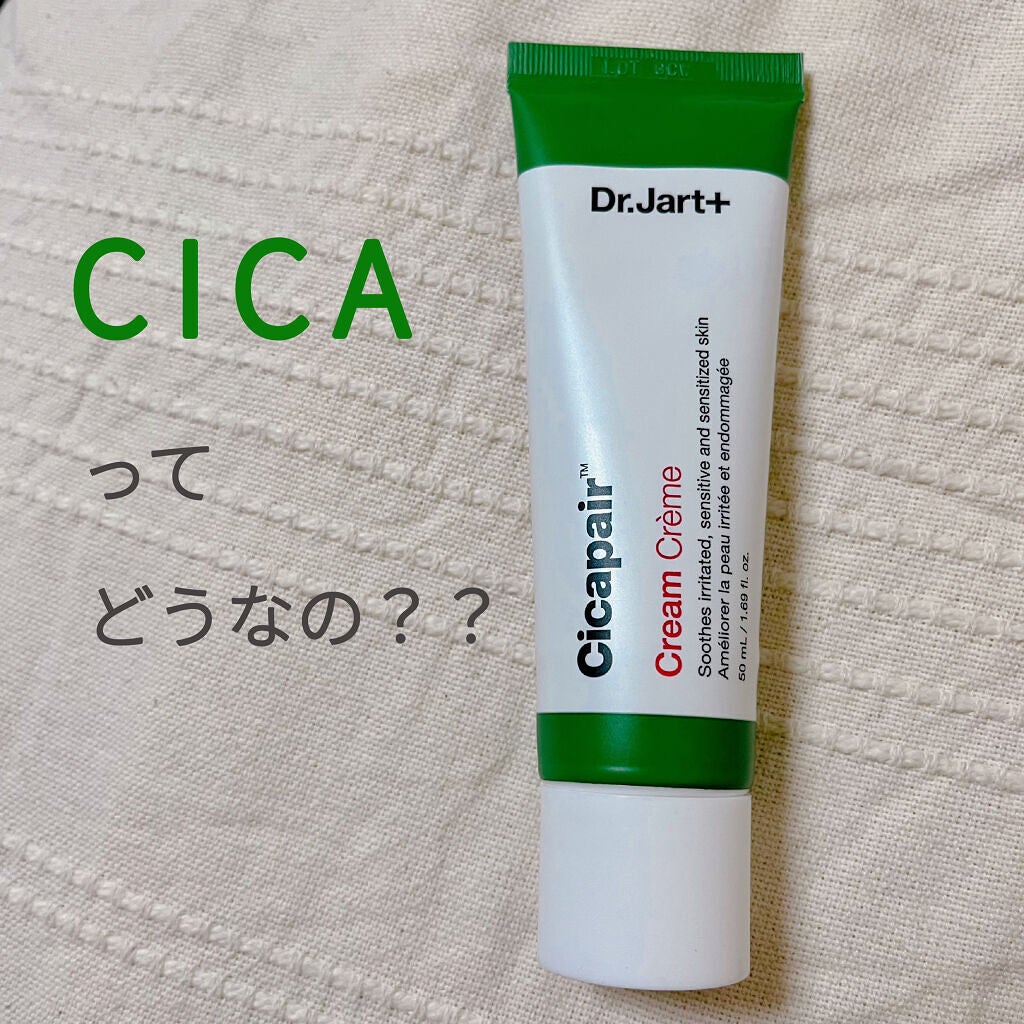 CICA
って
どうなの？？
Dr.Jart+
Cicapair™
Cream Crème
Soothes irritated, sensitive and sensitized skin
Améliorer la peau irritée et endommagée
50 mL / 1.69 fl. oz.